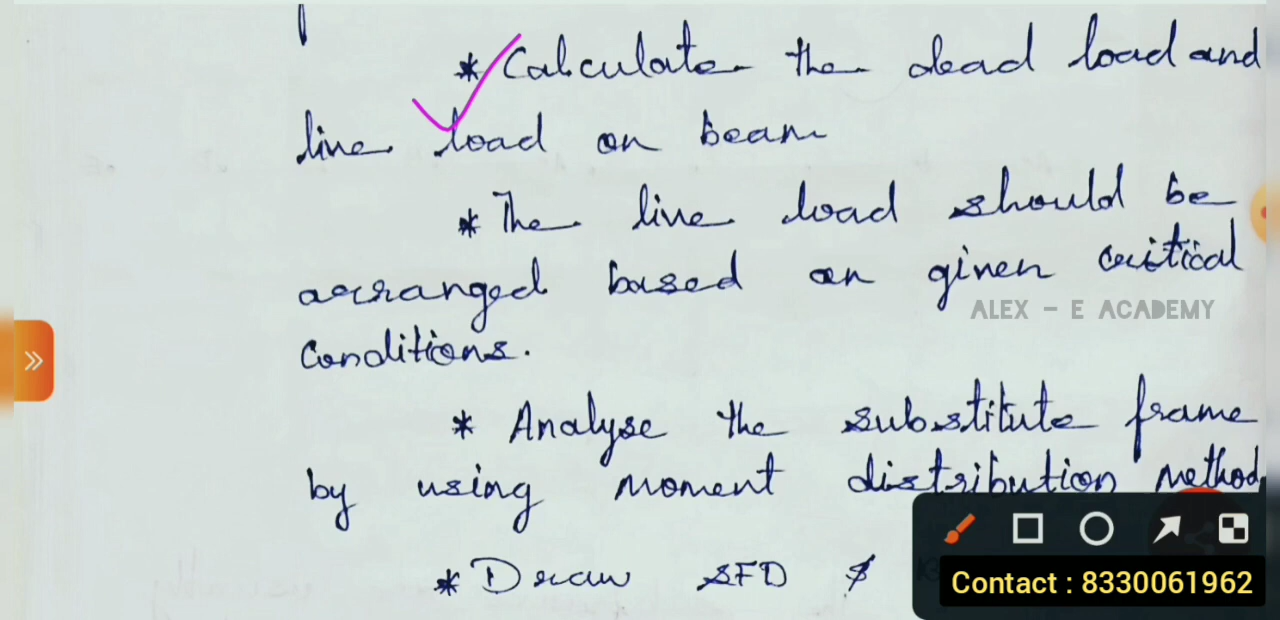 * Calculate the dead load and
live load on beam
* The live load should be
arranged based on given critical
ALEX - E ACADEMY
conditions.
* Analyse the substitute frame
by using moment distribution method
* Draw SFD &
Contact : 8330061962